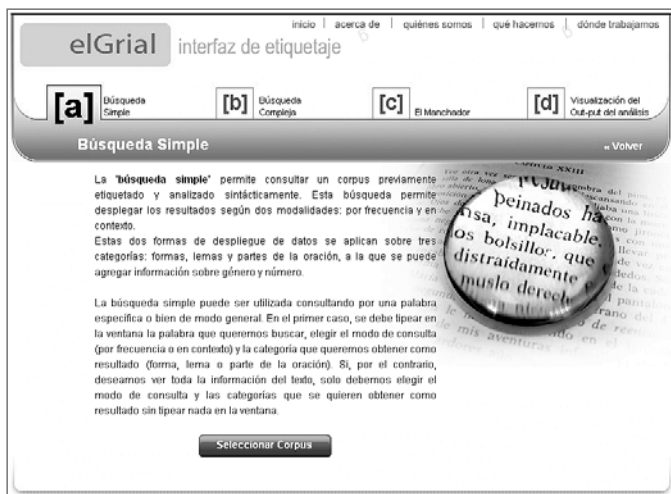 inicio | acerca de | quiénes somos | qué hacemos | dónde trabajamos
elGrial interfaz de etiquetaje
[a] Búsqueda Simple
[b] Búsqueda Compleja
[c] El Manchador
[d] Visualización del Out-put del análisis
Búsqueda Simple
« Volver
La "búsqueda simple" permite consultar un corpus previamente
etiquetado y analizado sintácticamente. Esta búsqueda permite
desplegar los resultados según dos modalidades: por frecuencia y en
contexto.
Estas dos formas de despliegue de datos se aplican sobre tres
categorías: formas, lemas y partes de la oración, a la que se puede
agregar información sobre género y número.
La búsqueda simple puede ser utilizada consultando por una palabra
específica o bien de modo general. En el primer caso, se debe tipear en
la ventana la palabra que queremos buscar, elegir el modo de consulta
(por frecuencia o en contexto) y la categoría que queremos obtener como
resultado (forma, lema o parte de la oración). Si, por el contrario,
deseamos ver toda la información del texto, solo debemos elegir el
modo de consulta y las categorías que se quieren obtener como
resultado sin tipear nada en la ventana.
Seleccionar Corpus
XXIII
peinados
implacable.
los bolsillos, que
distraídamente
muslo
mis aventuras